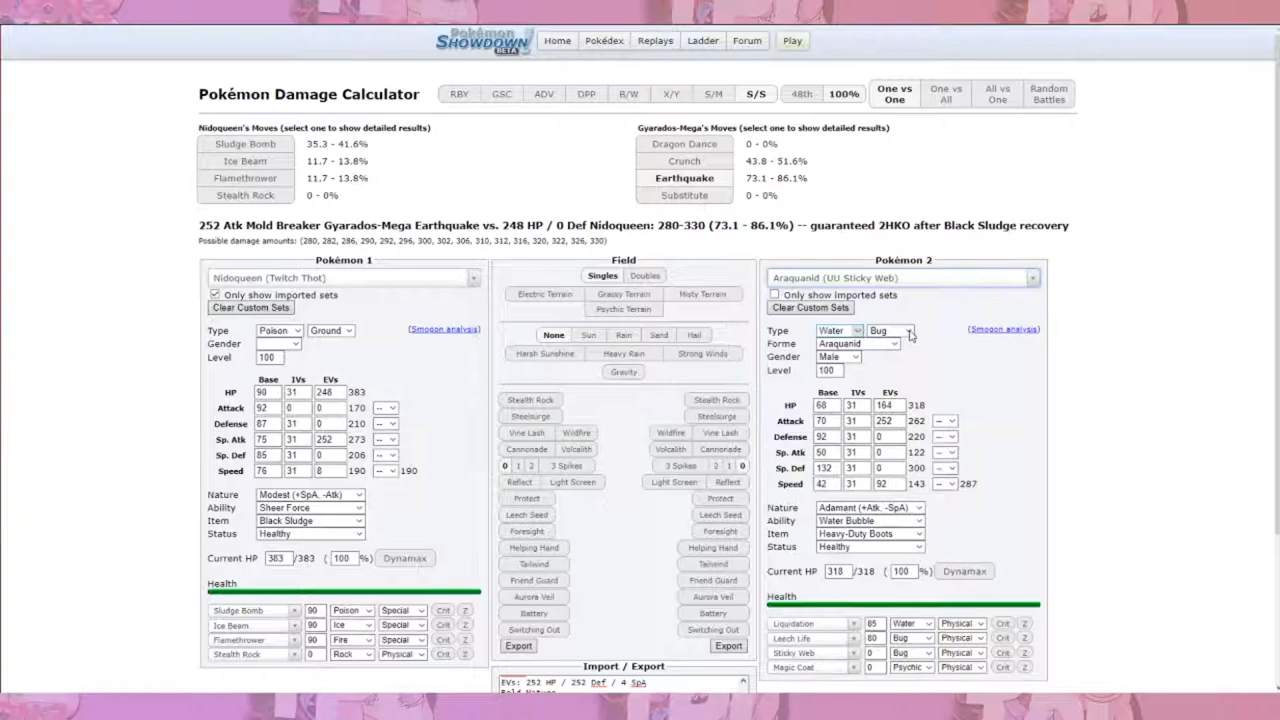 Pokémon SHOWDOWN BETA Home Pokédex Replays Ladder Forum Play
Pokémon Damage Calculator RBY GSC ADV DPP B/W X/Y S/M S/S 48th 100% One vs One One vs All All vs One Random Battles
Nidoqueen's Moves (select one to show detailed results)
Sludge Bomb 35.3 - 41.6%
Ice Beam 11.7 - 13.8%
Flamethrower 11.7 - 13.8%
Stealth Rock 0 - 0%
Gyarados-Mega's Moves (select one to show detailed results)
Dragon Dance 0 - 0%
Crunch 43.8 - 51.6%
Earthquake 73.1 - 86.1%
Substitute 0 - 0%
252 Atk Mold Breaker Gyarados-Mega Earthquake vs. 248 HP / 0 Def Nidoqueen: 280-330 (73.1 - 86.1%) -- guaranteed 2HKO after Black Sludge recovery
Possible damage amounts: (280, 282, 286, 290, 292, 296, 300, 302, 306, 310, 312, 316, 320, 322, 326, 330)
Pokémon 1
Nidoqueen (Twitch Thot)
Only show imported sets
Clear Custom Sets
Type Poison Ground (Smogon analysis)
Gender
Level 100
Base IVs EVs
HP 90 31 248 383
Attack 92 0 0 170 --
Defense 87 31 0 210 --
Sp. Atk 75 31 252 273 --
Sp. Def 85 31 0 206 --
Speed 76 31 8 190 -- 190
Nature Modest (+SpA, -Atk)
Ability Sheer Force
Item Black Sludge
Status Healthy
Current HP 383 /383 ( 100 %) Dynamax
Health
Sludge Bomb 90 Poison Special Crit Z
Ice Beam 90 Ice Special Crit Z
Flamethrower 90 Fire Special Crit Z
Stealth Rock 0 Rock Physical Crit Z
Field
Singles Doubles
Electric Terrain Grassy Terrain Misty Terrain
Psychic Terrain
None Sun Rain Sand Hail
Harsh Sunshine Heavy Rain Strong Winds
Gravity
Stealth Rock Stealth Rock
Steelsurge Steelsurge
Vine Lash Wildfire Wildfire Vine Lash
Cannonade Volcalith Volcalith Cannonade
0 1 2 3 Spikes 3 Spikes 2 1 0
Reflect Light Screen Light Screen Reflect
Protect Protect
Leech Seed Leech Seed
Foresight Foresight
Helping Hand Helping Hand
Tailwind Tailwind
Friend Guard Friend Guard
Aurora Veil Aurora Veil
Battery Battery
Switching Out Switching Out
Export Export
Import / Export
EVs: 252 HP / 252 Def / 4 SpA
Pokémon 2
Araquanid (UU Sticky Web)
Only show imported sets
Clear Custom Sets
Type Water Bug (Smogon analysis)
Forme Araquanid
Gender Male
Level 100
Base IVs EVs
HP 68 31 164 318
Attack 70 31 252 262 --
Defense 92 31 0 220 --
Sp. Atk 50 31 0 122 --
Sp. Def 132 31 0 300 --
Speed 42 31 92 143 -- 287
Nature Adamant (+Atk, -SpA)
Ability Water Bubble
Item Heavy-Duty Boots
Status Healthy
Current HP 318 /318 ( 100 %) Dynamax
Health
Liquidation 85 Water Physical Crit Z
Leech Life 80 Bug Physical Crit Z
Sticky Web 0 Bug Physical Crit Z
Magic Coat 0 Psychic Physical Crit Z